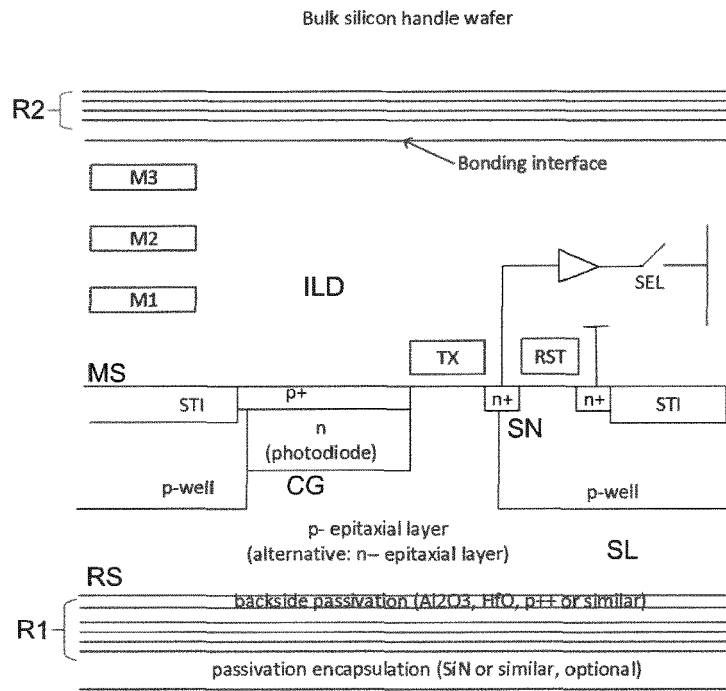 Bulk silicon handle wafer
R2
Bonding interface
M3
M2
M1
ILD
SEL
TX
RST
MS
STI
p+
n+
n+
STI
n
(photodiode)
SN
CG
p-well
p-well
p- epitaxial layer
(alternative: n– epitaxial layer)
SL
RS
backside passivation (Al2O3, HfO, p++ or similar)
R1
passivation encapsulation (SiN or similar, optional)